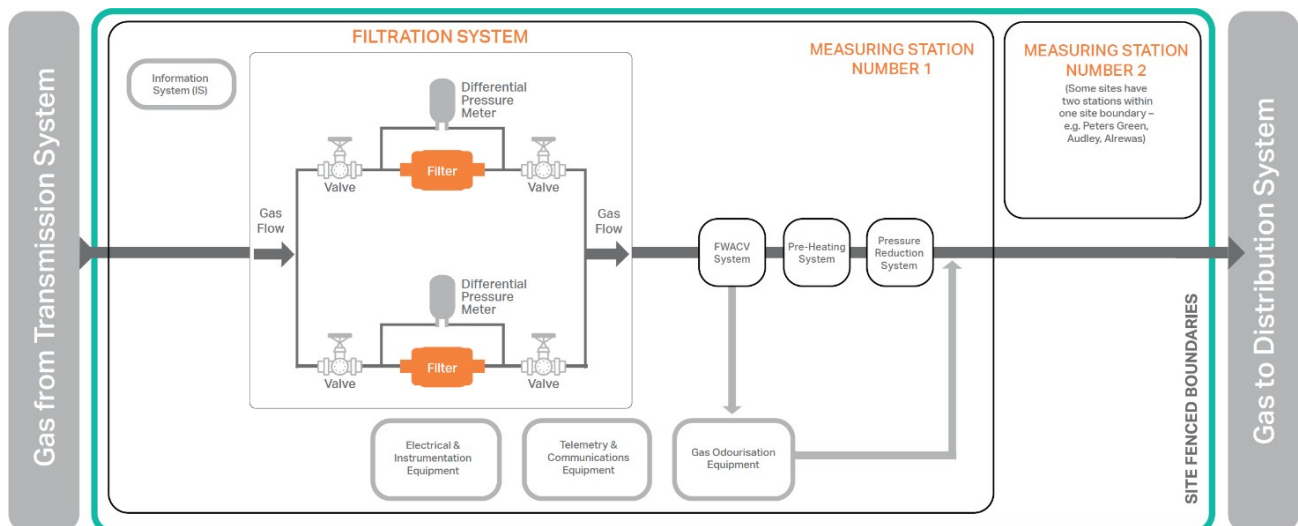 Gas from Transmission System
FILTRATION SYSTEM
MEASURING STATION
NUMBER 1
MEASURING STATION
NUMBER 2
(Some sites have
two stations within
one site boundary –
e.g. Peters Green,
Audley, Alrewas)
Information
System (IS)
Differential
Pressure
Meter
Filter
Valve
Valve
Gas
Flow
Gas
Flow
FWACV
System
Pre-Heating
System
Pressure
Reduction
System
Differential
Pressure
Meter
Filter
Valve
Valve
Electrical &
Instrumentation
Equipment
Telemetry &
Communications
Equipment
Gas Odourisation
Equipment
SITE FENCED BOUNDARIES
Gas to Distribution System